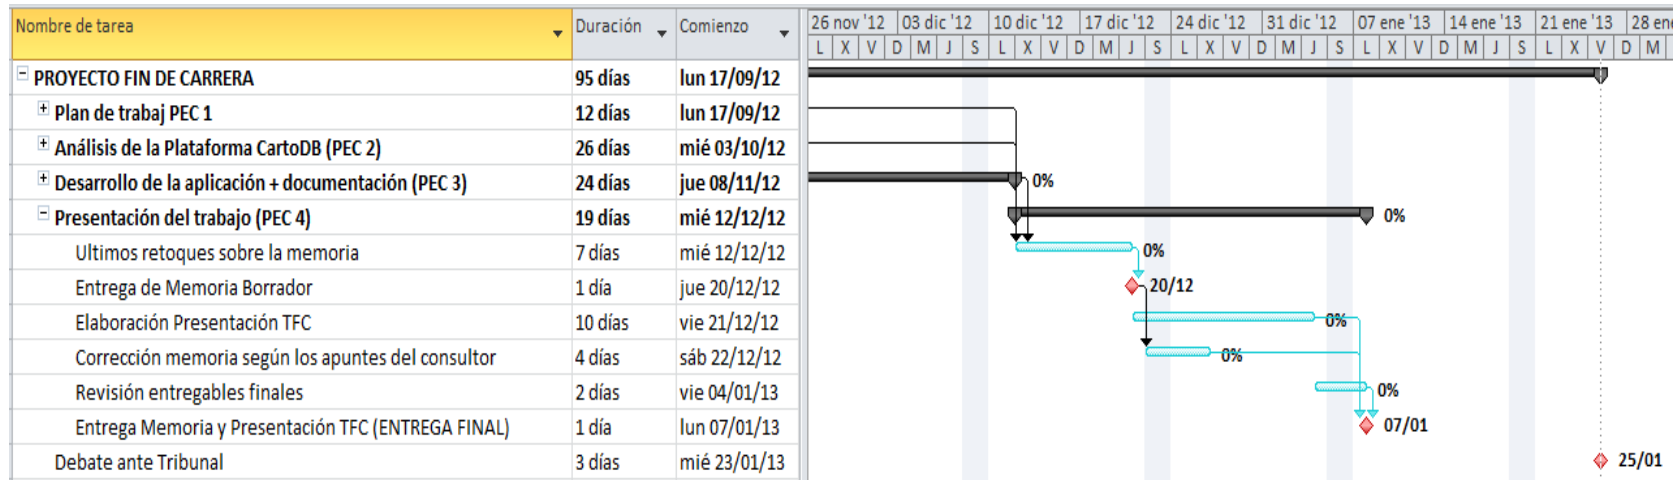 Nombre de tarea Duración Comienzo 26 nov '12 03 dic '12 10 dic '12 17 dic '12 24 dic '12 31 dic '12 07 ene '13 14 ene '13 21 ene '13 28 ene
L X V D M J S L X V D M J S L X V D M J S L X V D M J S L X V D M
PROYECTO FIN DE CARRERA 95 días lun 17/09/12
Plan de trabaj PEC 1 12 días lun 17/09/12
Análisis de la Plataforma CartoDB (PEC 2) 26 días mié 03/10/12
Desarrollo de la aplicación + documentación (PEC 3) 24 días jue 08/11/12 0%
Presentación del trabajo (PEC 4) 19 días mié 12/12/12 0%
Ultimos retoques sobre la memoria 7 días mié 12/12/12 0%
Entrega de Memoria Borrador 1 día jue 20/12/12 20/12
Elaboración Presentación TFC 10 días vie 21/12/12 0%
Corrección memoria según los apuntes del consultor 4 días sáb 22/12/12 0%
Revisión entregables finales 2 días vie 04/01/13 0%
Entrega Memoria y Presentación TFC (ENTREGA FINAL) 1 día lun 07/01/13 07/01
Debate ante Tribunal 3 días mié 23/01/13 25/01